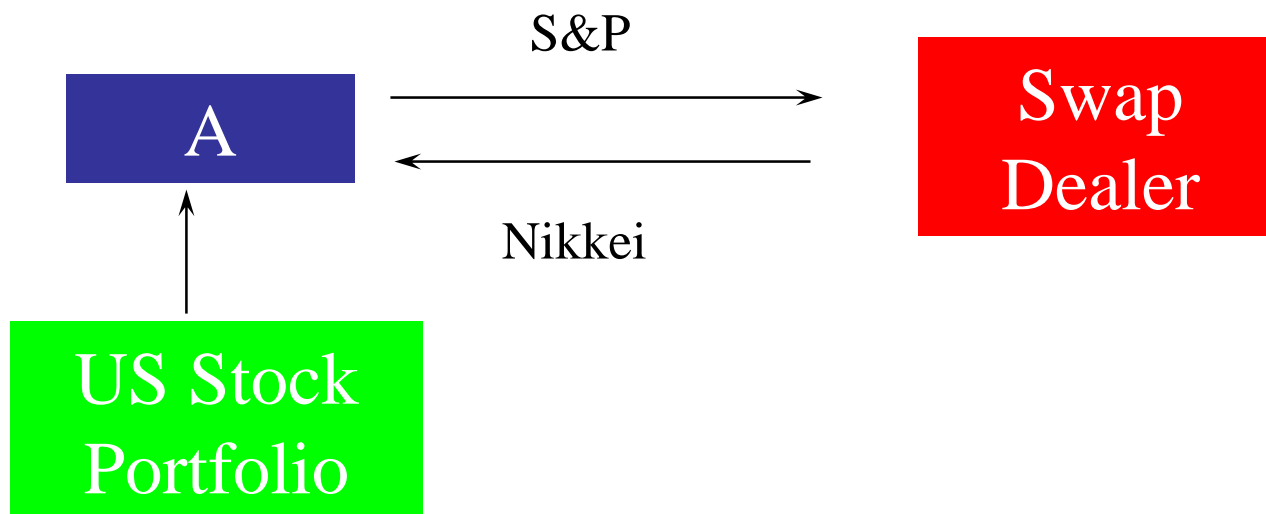 S&P
A
Swap
Dealer
Nikkei
US Stock
Portfolio